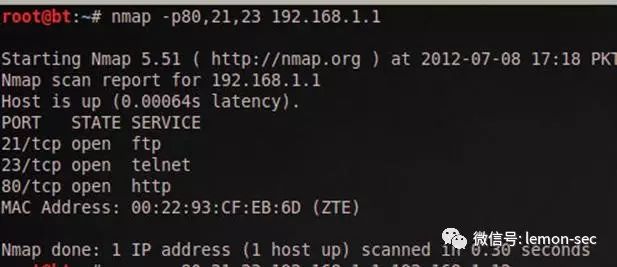 root@bt:~# nmap -p80,21,23 192.168.1.1
Starting Nmap 5.51 ( http://nmap.org ) at 2012-07-08 17:18 PKT
Nmap scan report for 192.168.1.1
Host is up (0.00064s latency).
PORT STATE SERVICE
21/tcp open ftp
23/tcp open telnet
80/tcp open http
MAC Address: 00:22:93:CF:EB:6D (ZTE)
微信号: lemon-sec
Nmap done: 1 IP address (1 host up) scanned in 0.30 seconds